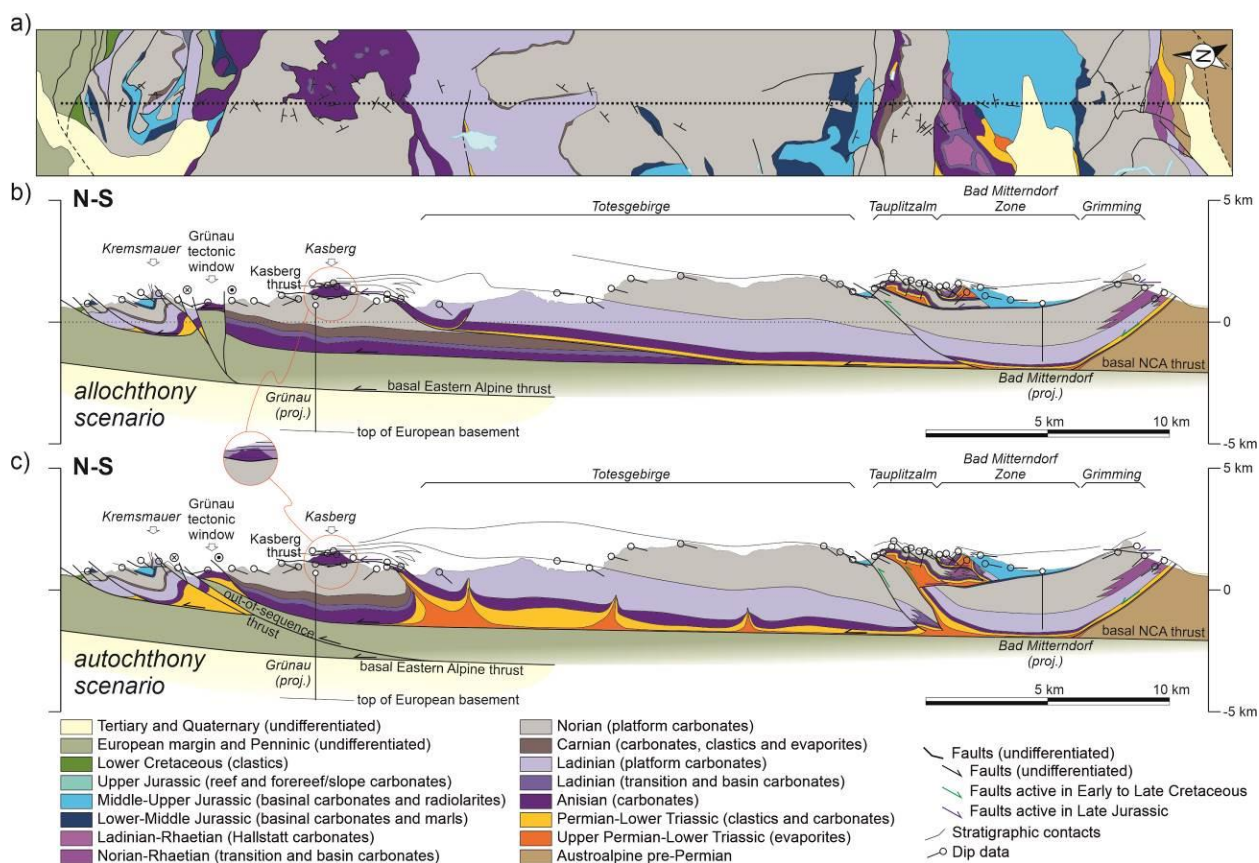 a)
N
b)
N-S
Kremsmauer
Grünau
tectonic
window
Kasberg
Kasberg
thrust
Totesgebirge
Tauplitzalm
Bad Mitterndorf
Zone
Grimming
5 km
0
-5 km
allochthony
scenario
Grünau
(proj.)
basal Eastern Alpine thrust
top of European basement
Bad Mitterndorf
(proj.)
basal NCA thrust
5 km
10 km
c)
N-S
Kremsmauer
Grünau
tectonic
window
Kasberg
Kasberg
thrust
Totesgebirge
Tauplitzalm
Bad Mitterndorf
Zone
Grimming
5 km
0
-5 km
out-of-sequence
thrust
autochthony
scenario
Grünau
(proj.)
basal Eastern Alpine thrust
top of European basement
Bad Mitterndorf
(proj.)
basal NCA thrust
5 km
10 km
Tertiary and Quaternary (undifferentiated)
European margin and Penninic (undifferentiated)
Lower Cretaceous (clastics)
Upper Jurassic (reef and forereef/slope carbonates)
Middle-Upper Jurassic (basinal carbonates and radiolarites)
Lower-Middle Jurassic (basinal carbonates and marls)
Ladinian-Rhaetian (Hallstatt carbonates)
Norian-Rhaetian (transition and basin carbonates)
Norian (platform carbonates)
Carnian (carbonates, clastics and evaporites)
Ladinian (platform carbonates)
Ladinian (transition and basin carbonates)
Anisian (carbonates)
Permian-Lower Triassic (clastics and carbonates)
Upper Permian-Lower Triassic (evaporites)
Austroalpine pre-Permian
Faults (undifferentiated)
Faults (undifferentiated)
Faults active in Early to Late Cretaceous
Faults active in Late Jurassic
Stratigraphic contacts
Dip data